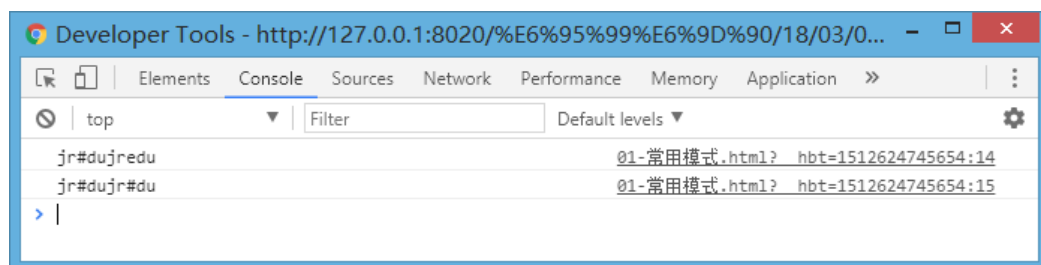 Developer Tools - http://127.0.0.1:8020/%E6%95%99%E6%9D%90/18/03/0...
Elements Console Sources Network Performance Memory Application »
top ▼ Filter Default levels ▼
jr#dujredu 01-常用模式.html?__hbt=1512624745654:14
jr#dujr#du 01-常用模式.html?__hbt=1512624745654:15
>